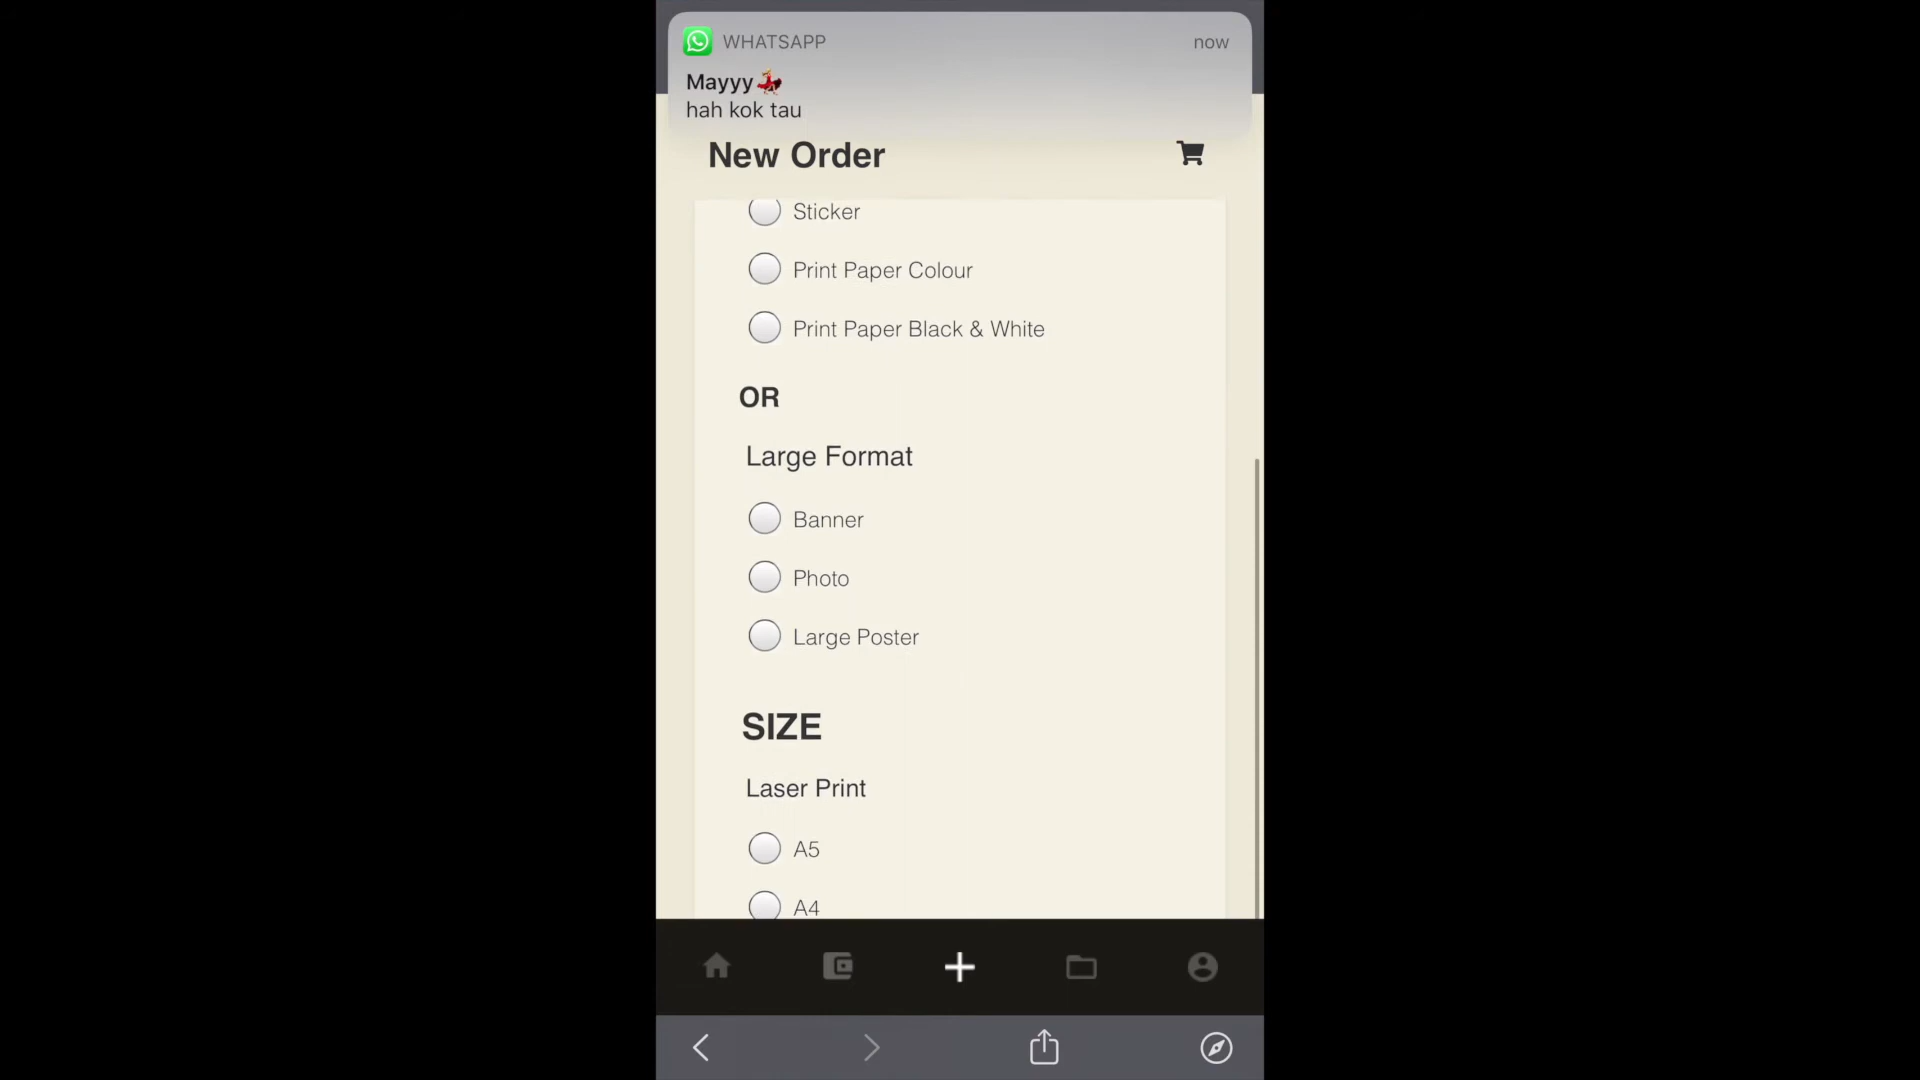 WHATSAPP now
Mayyy💃
hah kok tau
New Order
Sticker
Print Paper Colour
Print Paper Black & White
OR
Large Format
Banner
Photo
Large Poster
SIZE
Laser Print
A5
A4